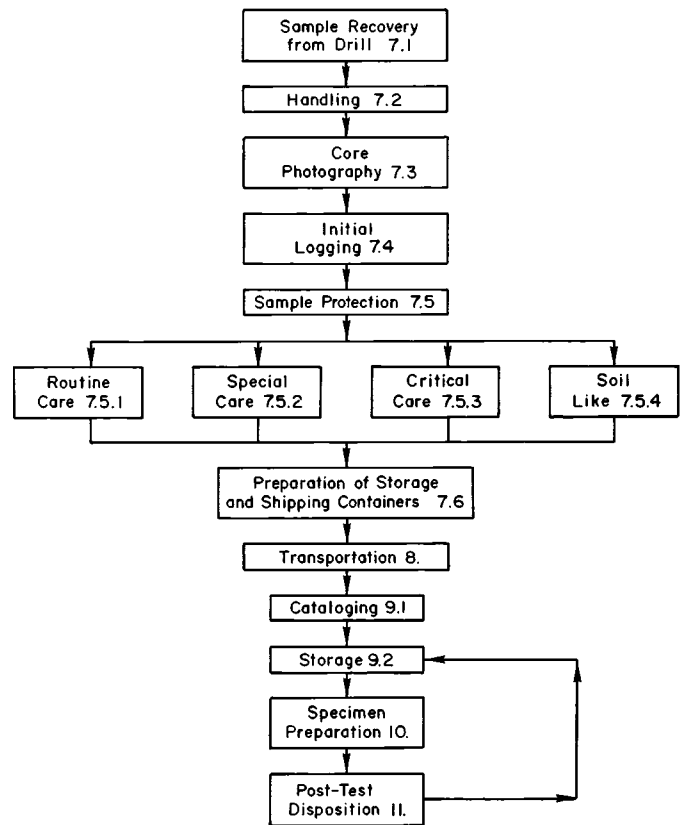 Sample Recovery
from Drill 7.1
Handling 7.2
Core
Photography 7.3
Initial
Logging 7.4
Sample Protection 7.5
Routine
Care 7.5.1
Special
Care 7.5.2
Critical
Care 7.5.3
Soil
Like 7.5.4
Preparation of Storage
and Shipping Containers 7.6
Transportation 8.
Cataloging 9.1
Storage 9.2
Specimen
Preparation 10.
Post-Test
Disposition 11.